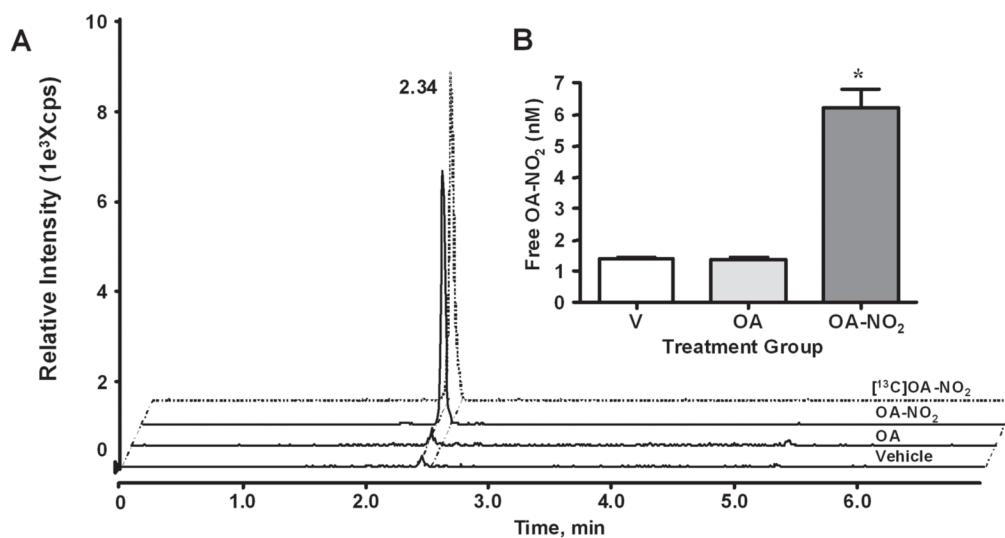 A
10
8
6
4
2
0
Relative Intensity (1e³Xcps)
2.34
[¹³C]OA-NO₂
OA-NO₂
OA
Vehicle
0 1.0 2.0 3.0 4.0 5.0 6.0
Time, min
B
7
6
5
4
3
2
1
0
Free OA-NO₂ (nM)
*
V OA OA-NO₂
Treatment Group